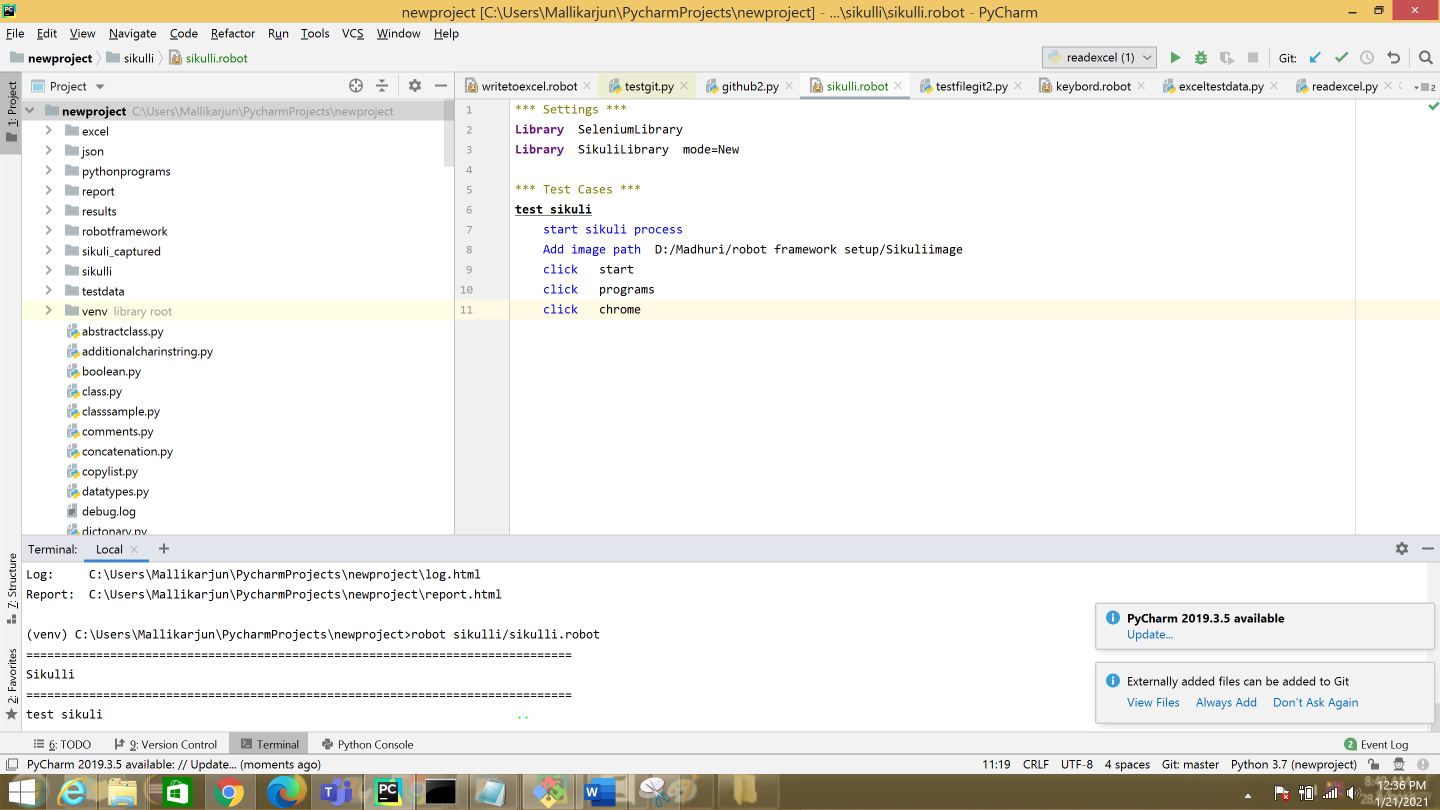 newproject [C:\Users\Mallikarjun\PycharmProjects\newproject] - ...\sikulli\sikulli.robot - PyCharm
File Edit View Navigate Code Refactor Run Tools VCS Window Help
newproject sikulli sikulli.robot readexcel (1) Git:
1: Project
Project
writetoexcel.robot testgit.py github2.py sikulli.robot testfilegit2.py keybord.robot exceltestdata.py readexcel.py 2
newproject C:\Users\Mallikarjun\PycharmProjects\newproject
excel
json
pythonprograms
report
results
robotframework
sikuli_captured
sikulli
testdata
venv library root
abstractclass.py
additionalcharinstring.py
boolean.py
class.py
classsample.py
comments.py
concatenation.py
copylist.py
datatypes.py
debug.log
dictonary.py
1 *** Settings ***
2 Library SeleniumLibrary
3 Library SikuliLibrary mode=New
4
5 *** Test Cases ***
6 test sikuli
7 start sikuli process
8 Add image path D:/Madhuri/robot framework setup/Sikuliimage
9 click start
10 click programs
11 click chrome
7: Structure
2: Favorites
Terminal: Local
Log: C:\Users\Mallikarjun\PycharmProjects\newproject\log.html
Report: C:\Users\Mallikarjun\PycharmProjects\newproject\report.html
(venv) C:\Users\Mallikarjun\PycharmProjects\newproject>robot sikulli/sikulli.robot
==============================================================================
Sikulli
==============================================================================
test sikuli ..
PyCharm 2019.3.5 available
Update...
Externally added files can be added to Git
View Files Always Add Don't Ask Again
6: TODO 9: Version Control Terminal Python Console 2 Event Log
PyCharm 2019.3.5 available: // Update... (moments ago) 11:19 CRLF UTF-8 4 spaces Git: master Python 3.7 (newproject)
12:36 PM
1/21/2021